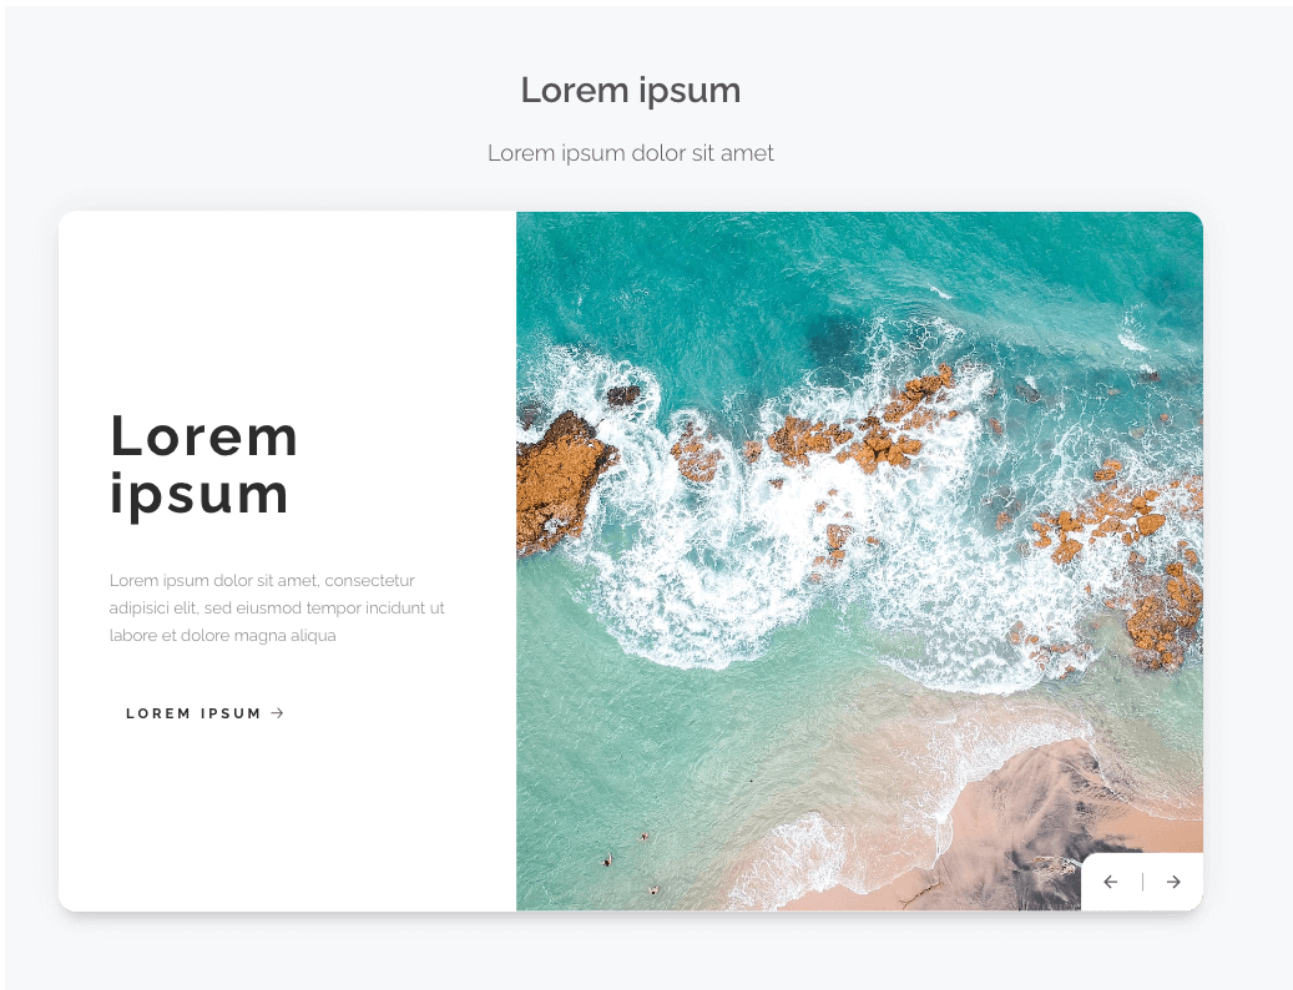 Lorem ipsum
Lorem ipsum dolor sit amet
Lorem
ipsum
Lorem ipsum dolor sit amet, consectetur
adipisici elit, sed eiusmod tempor incidunt ut
labore et dolore magna aliqua
LOREM IPSUM →